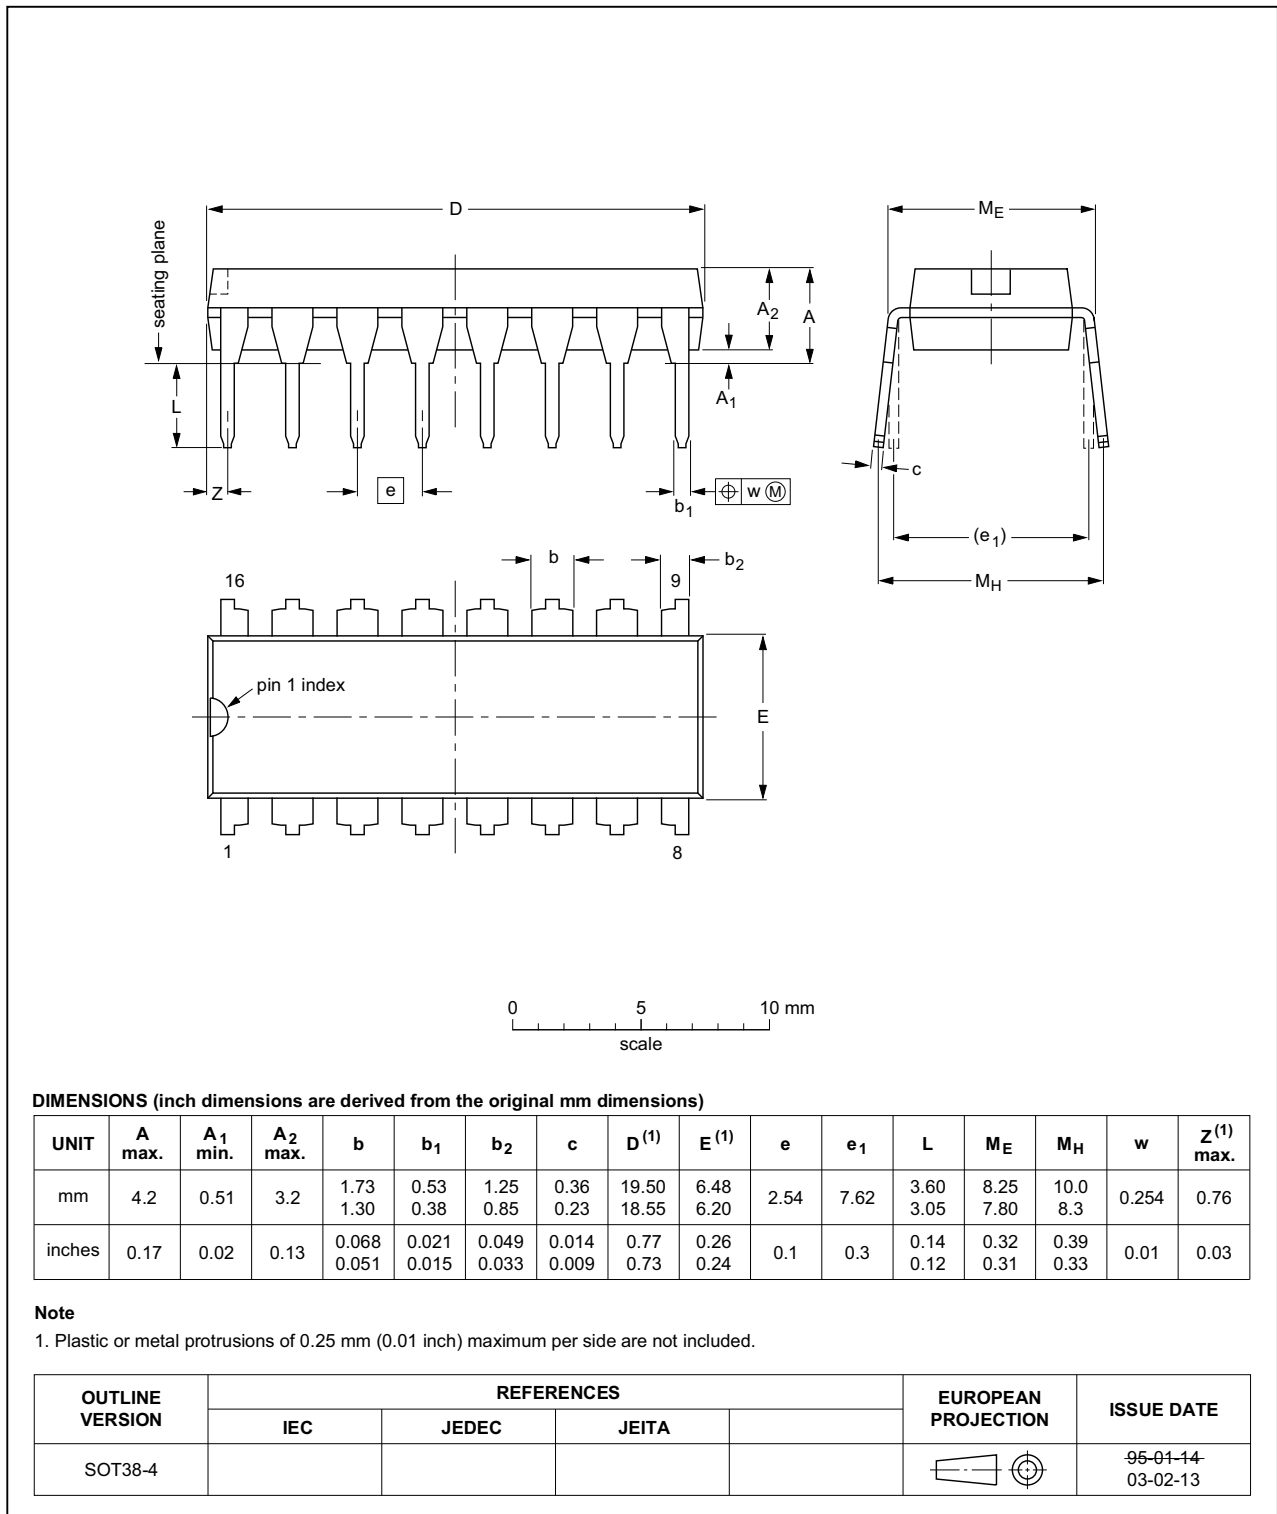 D
ME
seating plane
A2
A
A1
L
Z
e
b1
w M
c
(e1)
MH
b
b2
16
9
pin 1 index
E
1
8
0 5 10 mm
scale
DIMENSIONS (inch dimensions are derived from the original mm dimensions)
UNIT A max. A1 min. A2 max. b b1 b2 c D(1) E(1) e e1 L ME MH w Z(1) max.
mm 4.2 0.51 3.2 1.73 1.30 0.53 0.38 1.25 0.85 0.36 0.23 19.50 18.55 6.48 6.20 2.54 7.62 3.60 3.05 8.25 7.80 10.0 8.3 0.254 0.76
inches 0.17 0.02 0.13 0.068 0.051 0.021 0.015 0.049 0.033 0.014 0.009 0.77 0.73 0.26 0.24 0.1 0.3 0.14 0.12 0.32 0.31 0.39 0.33 0.01 0.03
Note
1. Plastic or metal protrusions of 0.25 mm (0.01 inch) maximum per side are not included.
OUTLINE VERSION
REFERENCES
EUROPEAN PROJECTION
ISSUE DATE
IEC JEDEC JEITA
SOT38-4
95-01-14
03-02-13